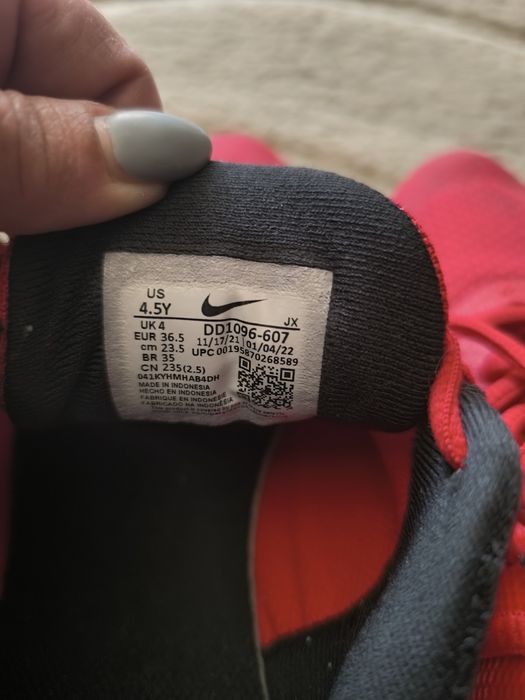 US
4.5Y
JX
UK 4
DD1096-607
EUR 36.5
11/17/21 01/04/22
cm 23.5
UPC 00195870268589
BR 35
CN 235(2.5)
041KYHMHAB4DH
MADE IN INDONESIA
HECHO EN INDONESIA
FABRIQUE EN INDONESIE
FABRICADO NA INDONESIA